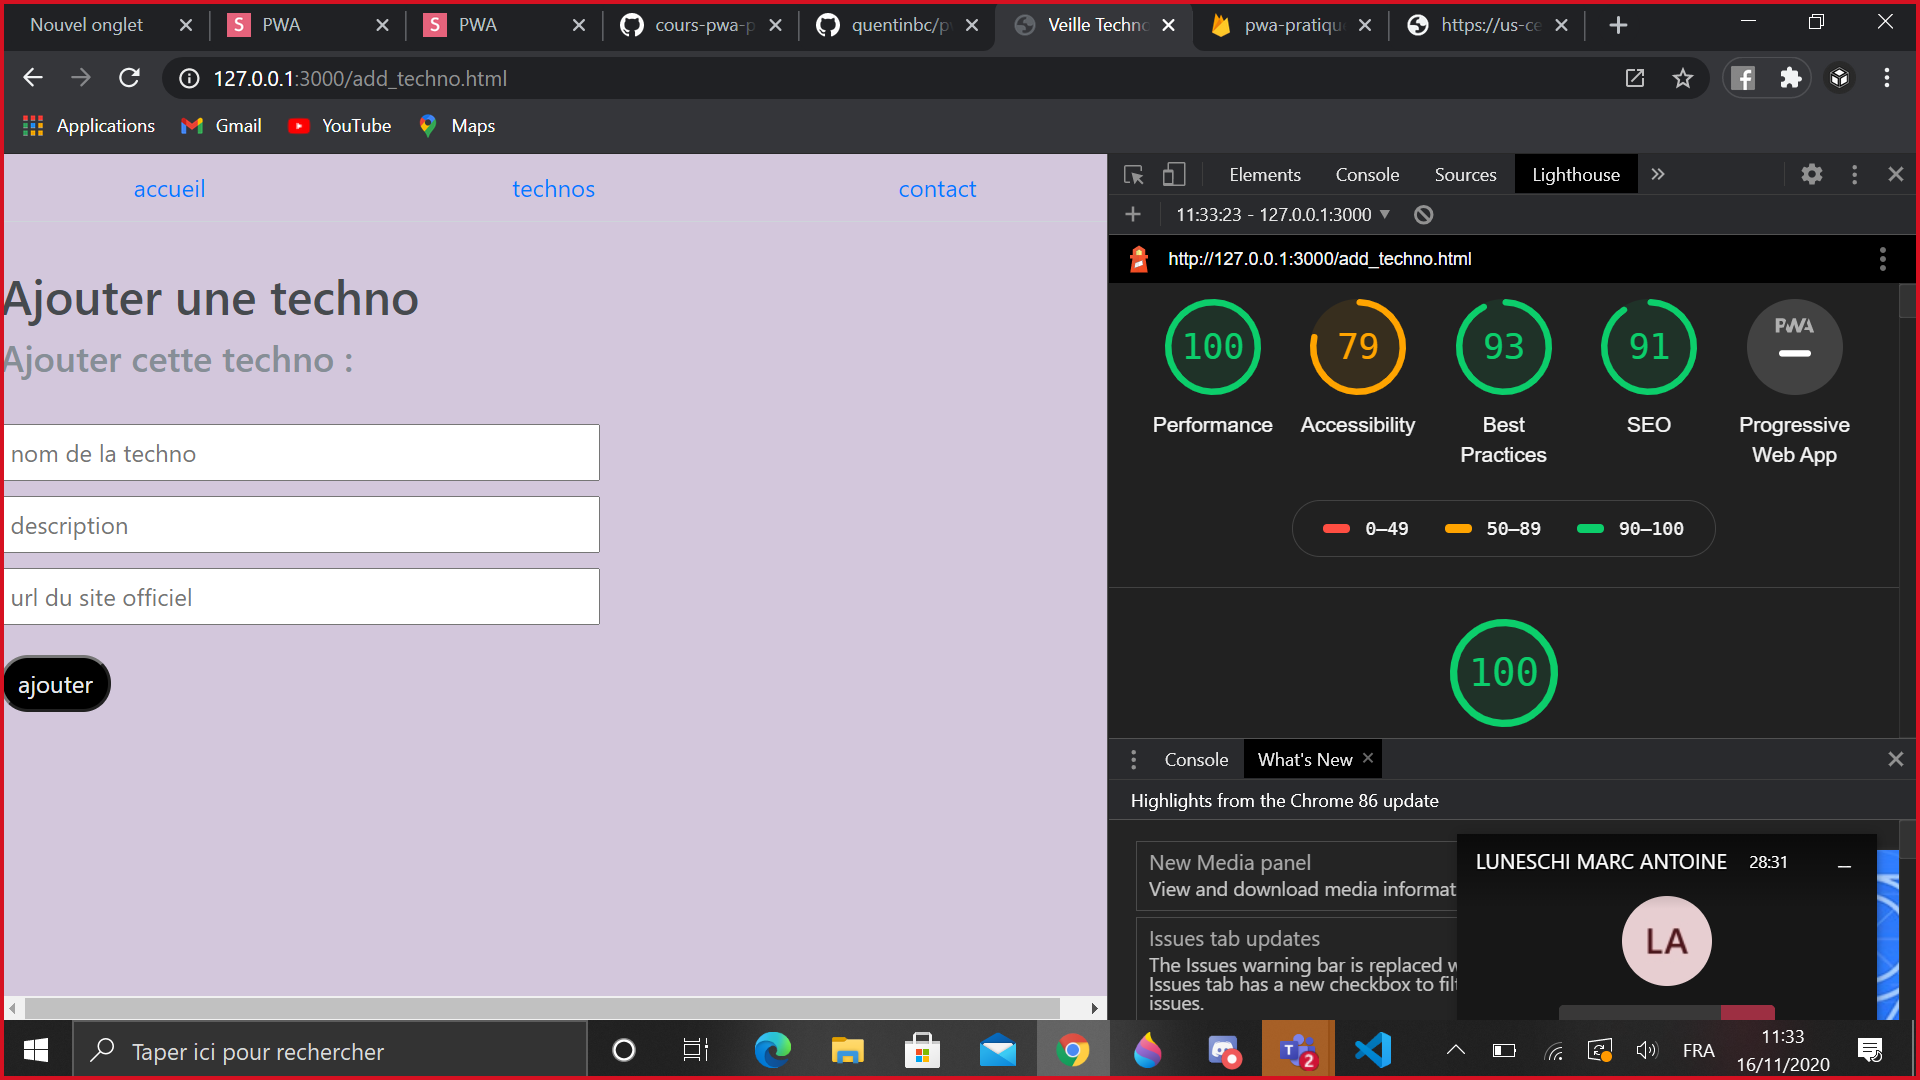 Nouvel onglet
S PWA
S PWA
cours-pwa-p
quentinbc/p
Veille Techno
pwa-pratiqu
https://us-ce
127.0.0.1:3000/add_techno.html
Applications Gmail YouTube Maps
accueil technos contact
Ajouter une techno
Ajouter cette techno :
nom de la techno
description
url du site officiel
ajouter
Elements Console Sources Lighthouse
11:33:23 - 127.0.0.1:3000
http://127.0.0.1:3000/add_techno.html
100 79 93 91 PWA
Performance Accessibility Best Practices SEO Progressive Web App
0–49 50–89 90–100
100
Console What's New
Highlights from the Chrome 86 update
New Media panel
View and download media informat
Issues tab updates
The Issues warning bar is replaced w
Issues tab has a new checkbox to filt
issues.
LUNESCHI MARC ANTOINE 28:31
LA
Taper ici pour rechercher
T 2
FRA
11:33
16/11/2020